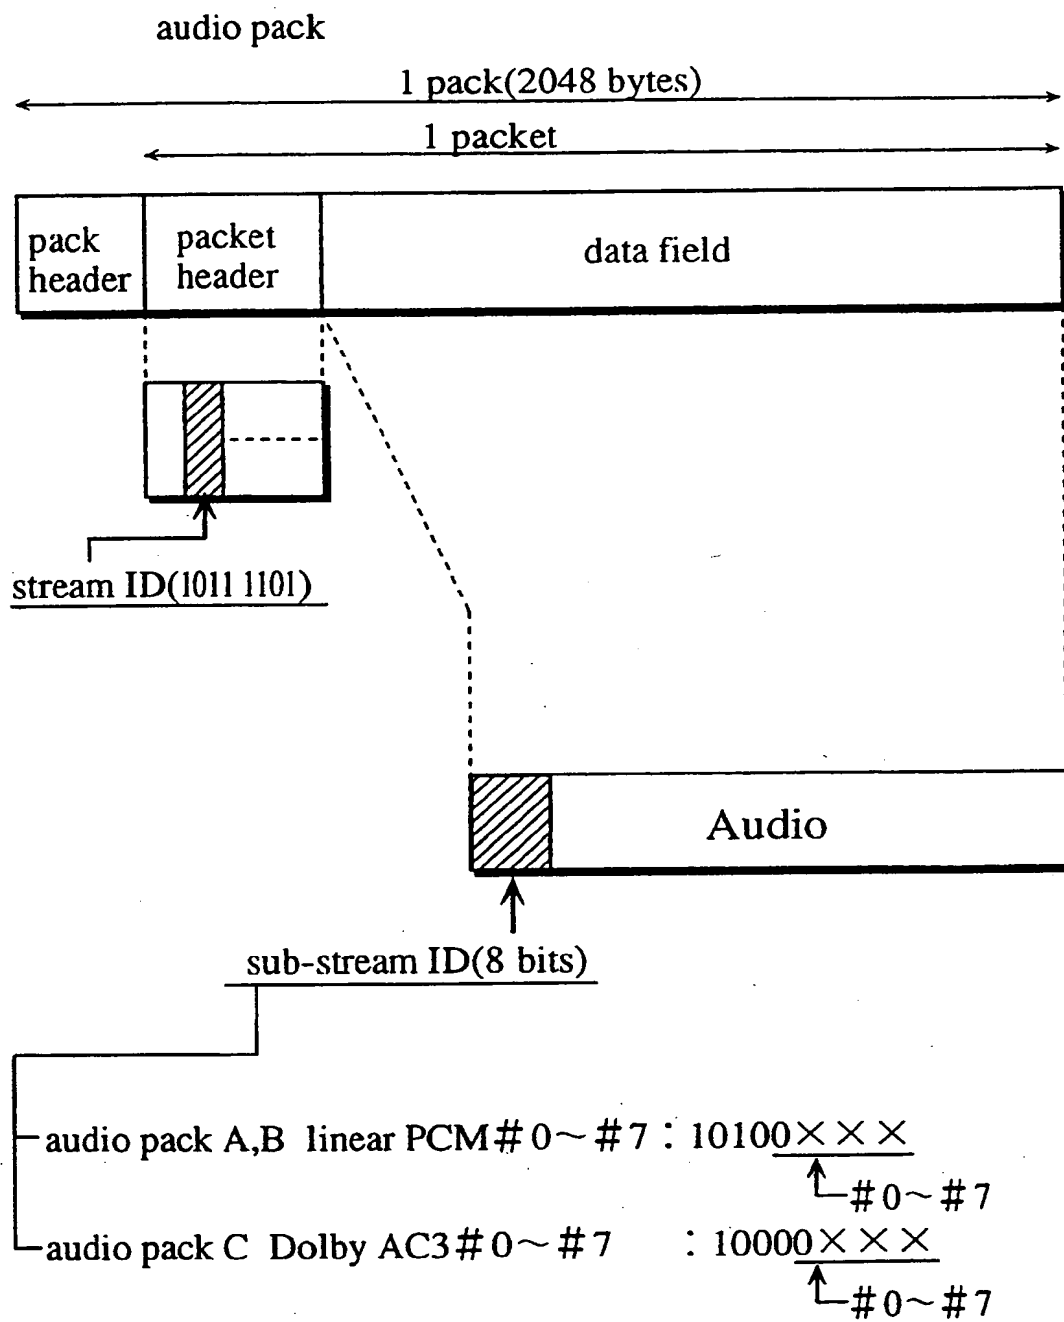 audio pack
1 pack(2048 bytes)
1 packet
pack header
packet header
data field
stream ID(1011 1101)
Audio
sub-stream ID(8 bits)
audio pack A,B linear PCM#0～#7 : 10100×××
#0～#7
audio pack C Dolby AC3#0～#7 : 10000×××
#0～#7